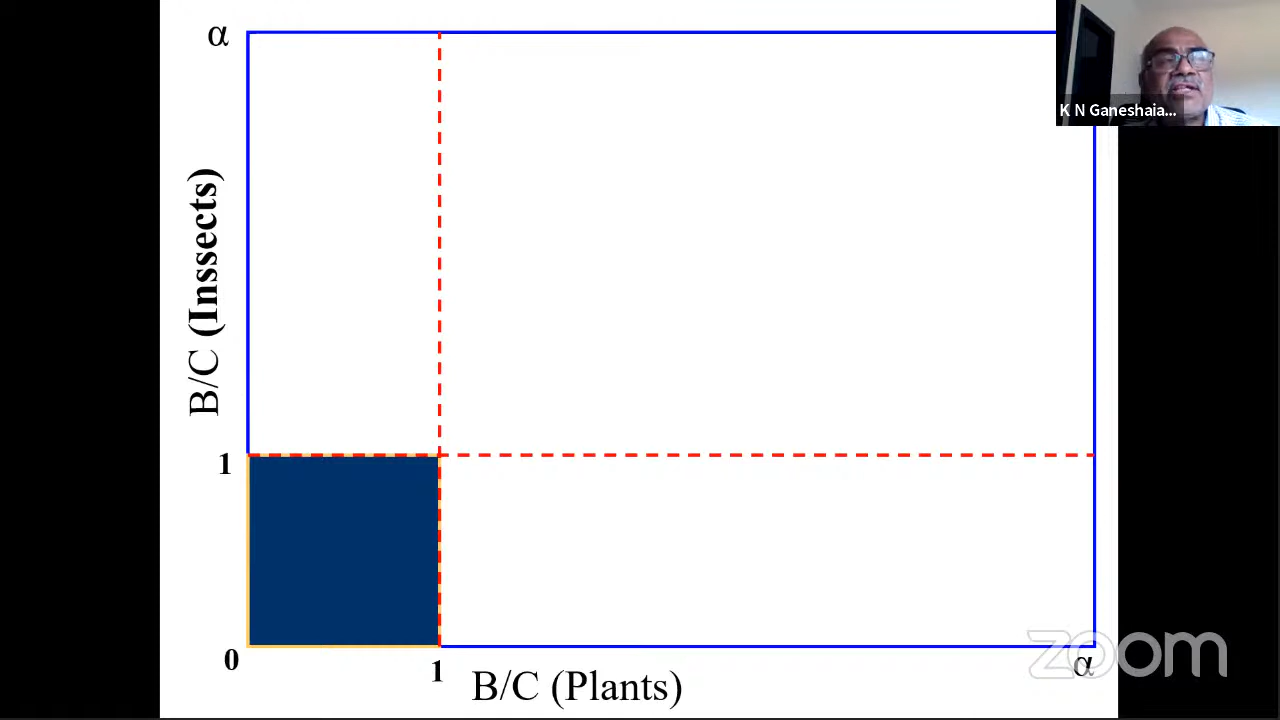 α
K N Ganeshaia...
B/C (Inssects)
1
0
1
B/C (Plants)
α
zoom